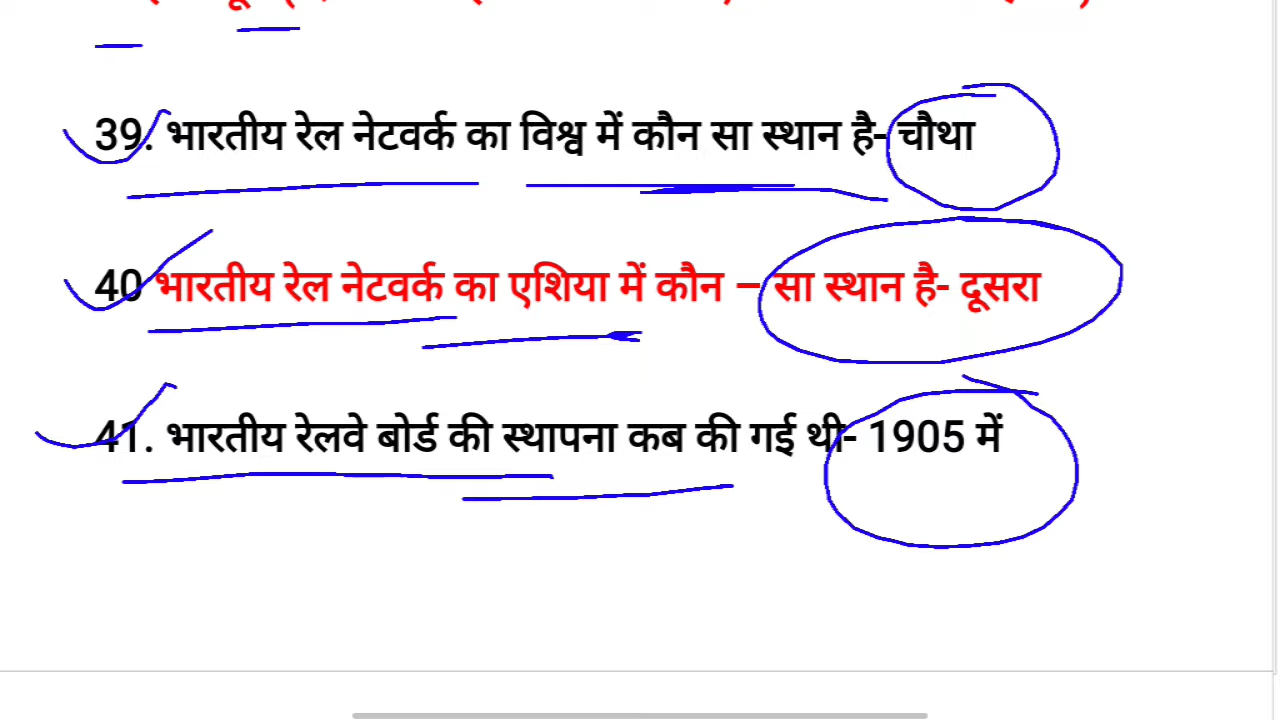 39. भारतीय रेल नेटवर्क का विश्व में कौन सा स्थान है- चौथा
40 भारतीय रेल नेटवर्क का एशिया में कौन – सा स्थान है- दूसरा
41. भारतीय रेलवे बोर्ड की स्थापना कब की गई थी- 1905 में